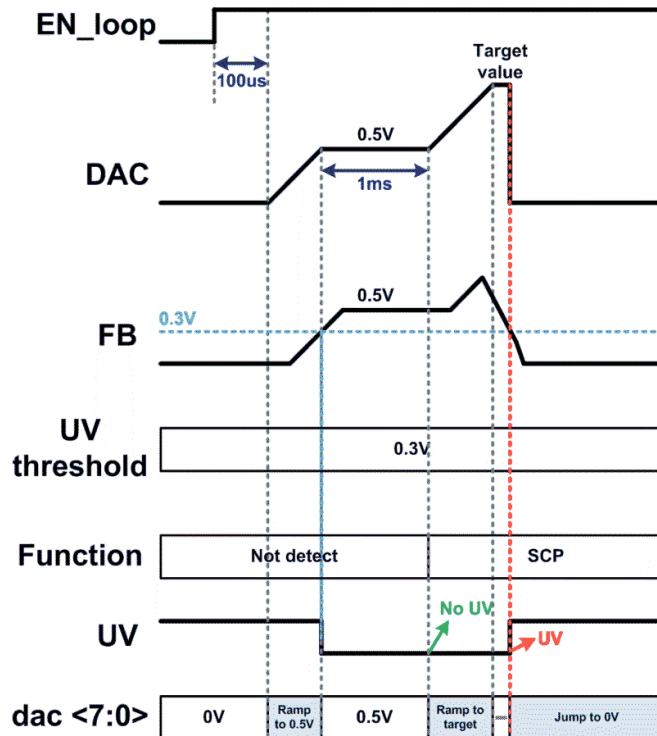 EN_loop
100us
Target
value
0.5V
DAC
1ms
0.5V
0.3V
FB
UV
threshold
0.3V
Function
Not detect
SCP
No UV
UV
UV
dac <7:0>
0V
Ramp
to 0.5V
0.5V
Ramp to
target
Jump to 0V